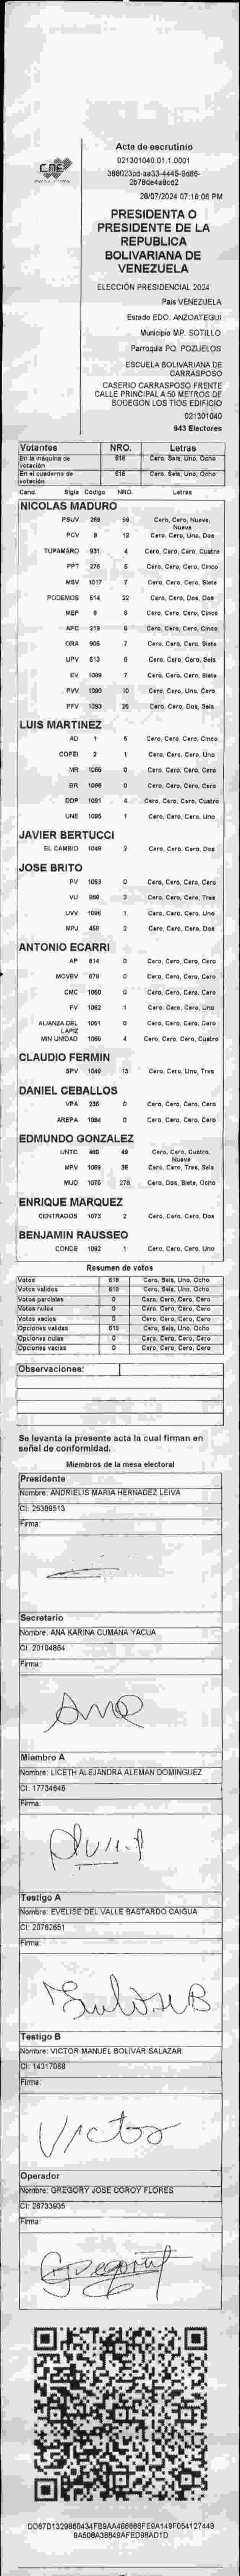 CNE
Acta de escrutinio
021301040.01.1.0001
2b78de4a8cd2
28/07/2024 07:16:06 PM
PRESIDENTA O
PRESIDENTE DE LA
REPUBLICA
BOLIVARIANA DE
VENEZUELA
ELECCIÓN PRESIDENCIAL 2024
País VENEZUELA
Estado EDO. ANZOATEGUI
Municipio MP. SOTILLO
Parroquia PQ. POZUELOS
ESCUELA BOLIVARIANA DE
CARRASPOSO
CASERIO CARRASPOSO FRENTE
CALLE PRINCIPAL A 50 METROS DE
BODEGON LOS TIOS EDIFICIO
021301040
943 Electores
Votantes NRO. Letras
En la máquina de votación 618 Cero, Seis, Uno, Ocho
En el cuaderno de votación 618 Cero, Seis, Uno, Ocho
Cand. Sigla Código NRO. Letras
NICOLAS MADURO
PSUV 269 99 Cero, Cero, Nueve, Nueve
PCV 9 12 Cero, Cero, Uno, Dos
TUPAMARO 931 4 Cero, Cero, Cero, Cuatro
PPT 276 5 Cero, Cero, Cero, Cinco
MSV 1017 7 Cero, Cero, Cero, Siete
PODEMOS 514 22 Cero, Cero, Dos, Dos
MEP 6 5 Cero, Cero, Cero, Cinco
APC 219 5 Cero, Cero, Cero, Cinco
ORA 905 7 Cero, Cero, Cero, Siete
UPV 513 6 Cero, Cero, Cero, Seis
EV 1089 7 Cero, Cero, Cero, Siete
PVV 1090 10 Cero, Cero, Uno, Cero
PFV 1093 26 Cero, Cero, Dos, Seis
LUIS MARTINEZ
AD 1 5 Cero, Cero, Cero, Cinco
COPEI 2 1 Cero, Cero, Cero, Uno
MR 1065 0 Cero, Cero, Cero, Cero
BR 1066 0 Cero, Cero, Cero, Cero
DDP 1091 4 Cero, Cero, Cero, Cuatro
UNE 1095 1 Cero, Cero, Cero, Uno
JAVIER BERTUCCI
EL CAMBIO 1049 2 Cero, Cero, Cero, Dos
JOSE BRITO
PV 1053 0 Cero, Cero, Cero, Cero
VU 960 3 Cero, Cero, Cero, Tres
UVV 1096 1 Cero, Cero, Cero, Uno
MPJ 459 2 Cero, Cero, Cero, Dos
ANTONIO ECARRI
AP 614 0 Cero, Cero, Cero, Cero
MOVEV 678 0 Cero, Cero, Cero, Cero
CMC 1050 0 Cero, Cero, Cero, Cero
FV 1062 1 Cero, Cero, Cero, Uno
ALIANZA DEL LAPIZ 1061 0 Cero, Cero, Cero, Cero
MIN UNIDAD 1068 4 Cero, Cero, Cero, Cuatro
CLAUDIO FERMIN
SPV 1049 13 Cero, Cero, Uno, Tres
DANIEL CEBALLOS
VPA 236 0 Cero, Cero, Cero, Cero
AREPA 1094 0 Cero, Cero, Cero, Cero
EDMUNDO GONZALEZ
UNTC 460 49 Cero, Cero, Cuatro, Nueve
MPV 1089 36 Cero, Cero, Tres, Seis
MUD 1075 278 Cero, Dos, Siete, Ocho
ENRIQUE MARQUEZ
CENTRADOS 1073 2 Cero, Cero, Cero, Dos
BENJAMIN RAUSSEO
CONDE 1092 1 Cero, Cero, Cero, Uno
Resumen de votos
Votos 618 Cero, Seis, Uno, Ocho
Votos válidos 618 Cero, Seis, Uno, Ocho
Votos parciales 0 Cero, Cero, Cero, Cero
Votos nulos 0 Cero, Cero, Cero, Cero
Votos vacios 0 Cero, Cero, Cero, Cero
Opciones validas 618 Cero, Seis, Uno, Ocho
Opciones nulas 0 Cero, Cero, Cero, Cero
Opciones vacias 0 Cero, Cero, Cero, Cero
Observaciones:
Se levanta la presente acta la cual firman en
señal de conformidad.
Miembros de la mesa electoral
Presidente
Nombre: ANDRIELIS MARIA HERNADEZ LEIVA
CI: 25389513
Firma:
Secretario
Nombre: ANA KARINA CUMANA YACUA
CI: 20104864
Firma:
Ana
Miembro A
Nombre: LICETH ALEJANDRA ALEMAN DOMINGUEZ
CI: 17734646
Firma:
Testigo A
Nombre: EVELISE DEL VALLE BASTARDO CAIGUA
CI: 20762651
Firma:
Testigo B
Nombre: VICTOR MANUEL BOLIVAR SALAZAR
CI: 14317068
Firma:
Victor
Operador
Nombre: GREGORY JOSE COROY FLORES
CI: 26733935
Firma: